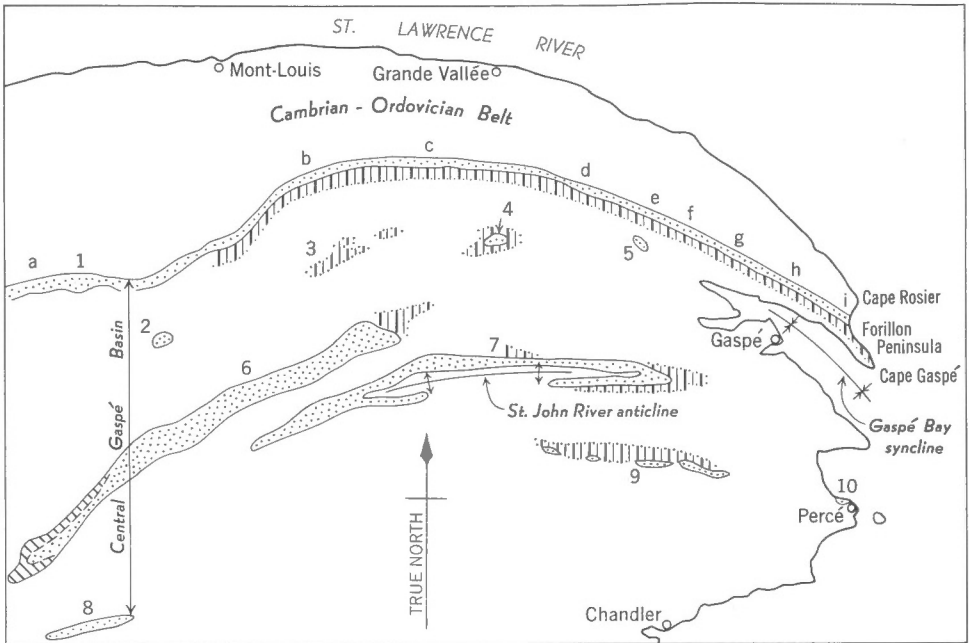 ST. LAWRENCE RIVER
Mont-Louis
Grande Vallée
Cambrian - Ordovician Belt
a
1
b
c
d
e
f
g
h
i
2
3
4
5
Cape Rosier
Forillon
Peninsula
Cape Gaspé
Gaspé
Gaspé Bay
syncline
6
7
St. John River anticline
Central Gaspé Basin
8
9
10
Percé
TRUE NORTH
Chandler